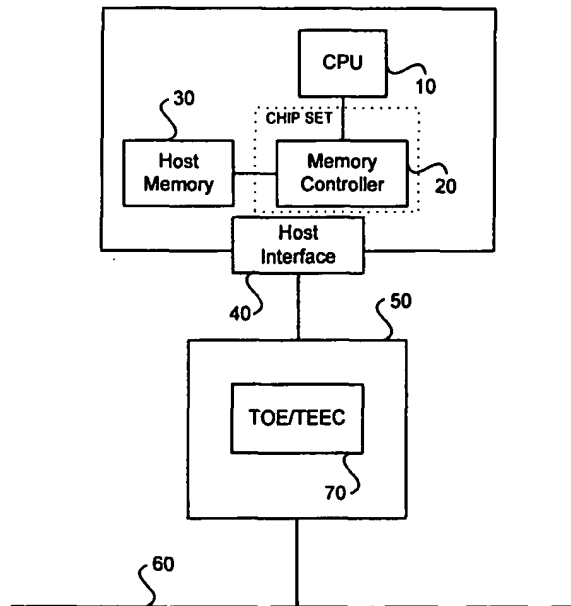 CPU
10
30
CHIP SET
Host
Memory
Memory
Controller
20
Host
Interface
40
50
TOE/TEEC
70
60